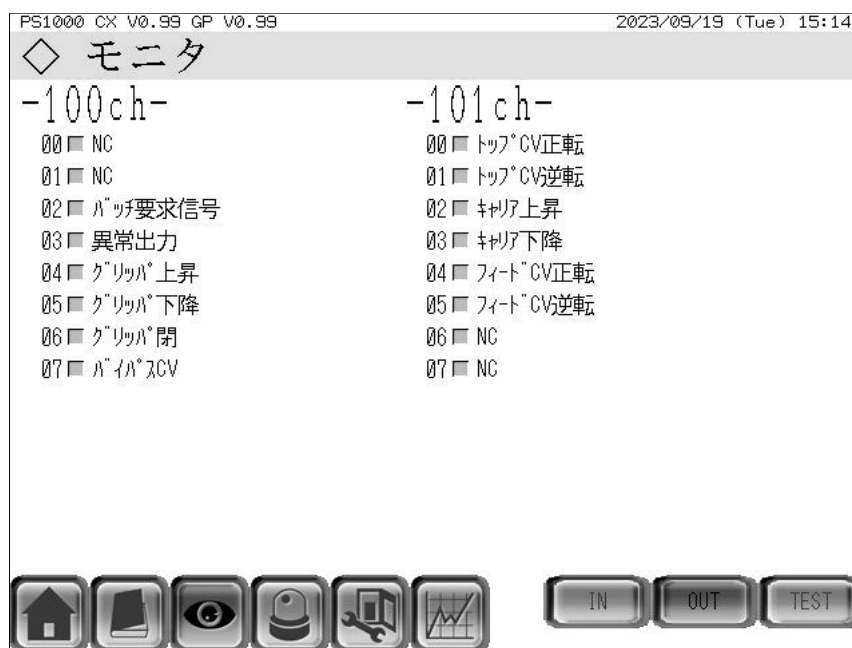 PS1000 CX V0.99 GP V0.99
2023/09/19 (Tue) 15:14
◇ モニタ
-100ch-
00 NC
01 NC
02 ﾊﾞｯﾁ要求信号
03 異常出力
04 ｸﾞﾘｯﾊﾟ上昇
05 ｸﾞﾘｯﾊﾟ下降
06 ｸﾞﾘｯﾊﾟ閉
07 ﾊﾞｲﾊﾟｽCV
-101ch-
00 ﾄｯﾌﾟCV正転
01 ﾄｯﾌﾟCV逆転
02 ｷｬﾘｱ上昇
03 ｷｬﾘｱ下降
04 ﾌｨｰﾄﾞCV正転
05 ﾌｨｰﾄﾞCV逆転
06 NC
07 NC
IN
OUT
TEST